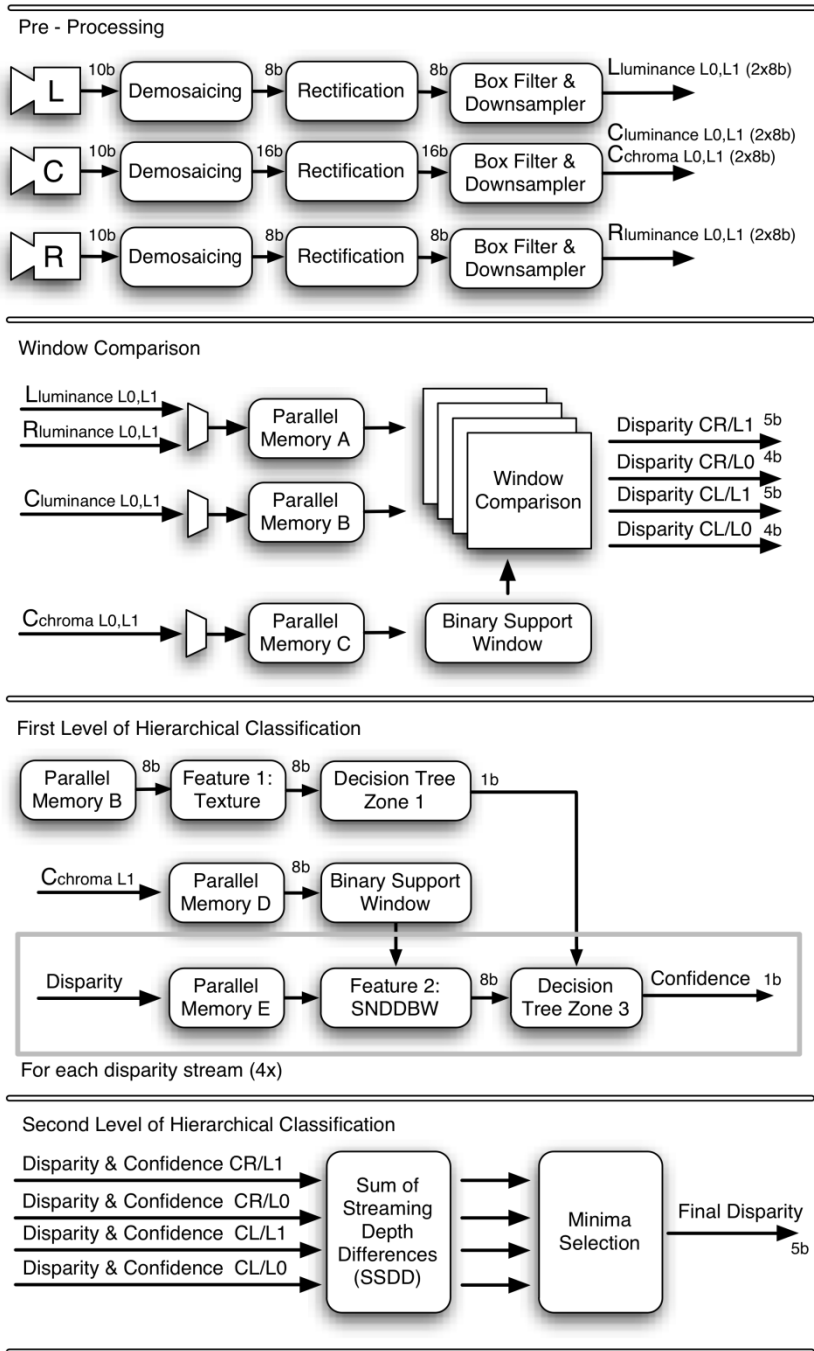 Pre - Processing
L 10b Demosaicing 8b Rectification 8b Box Filter & Downsampler Lluminance L0,L1 (2x8b)
C 10b Demosaicing 16b Rectification 16b Box Filter & Downsampler Cluminance L0,L1 (2x8b)
Cchroma L0,L1 (2x8b)
R 10b Demosaicing 8b Rectification 8b Box Filter & Downsampler Rluminance L0,L1 (2x8b)
Window Comparison
Lluminance L0,L1
Rluminance L0,L1
Parallel
Memory A
Cluminance L0,L1
Parallel
Memory B
Cchroma L0,L1
Parallel
Memory C
Window
Comparison
Binary Support
Window
Disparity CR/L1 5b
Disparity CR/L0 4b
Disparity CL/L1 5b
Disparity CL/L0 4b
First Level of Hierarchical Classification
Parallel
Memory B
8b
Feature 1:
Texture
8b
Decision Tree
Zone 1
1b
Cchroma L1
Parallel
Memory D
8b
Binary Support
Window
Disparity
Parallel
Memory E
Feature 2:
SNDDBW
8b
Decision
Tree Zone 3
Confidence 1b
For each disparity stream (4x)
Second Level of Hierarchical Classification
Disparity & Confidence CR/L1
Disparity & Confidence CR/L0
Disparity & Confidence CL/L1
Disparity & Confidence CL/L0
Sum of
Streaming
Depth
Differences
(SSDD)
Minima
Selection
Final Disparity
5b